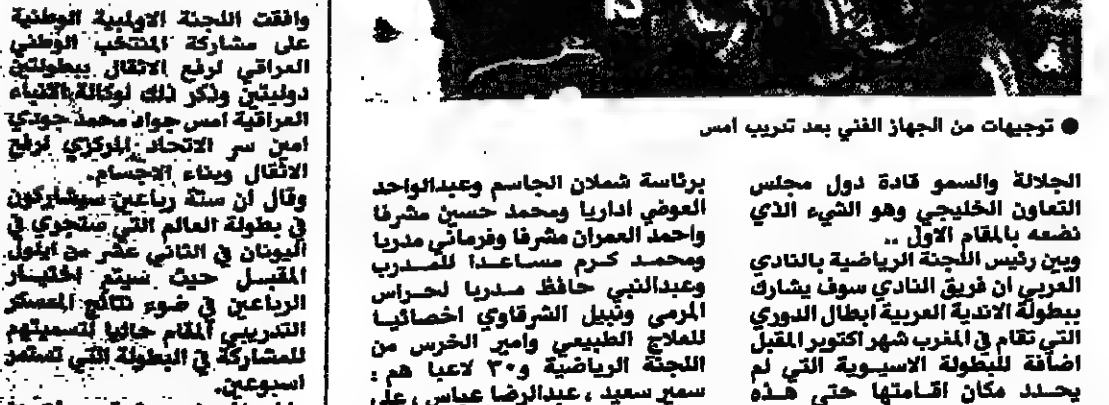 ● توجيهات من الجهاز الفني بعد تدريب امس
الجلالة والسمو قادة دول مجلس
التعاون الخليجي وهو الشيء الذي
نضعه بالمقام الاول ..
وبين رئيس اللجنة الرياضية بالنادي
العربي ان فريق النادي سوف يشارك
ببطولة الاندية العربية ابطال الدوري
التي تقام في المغرب شهر اكتوبر المقبل
اضافة للبطولة الاسيوية التي لم
يحدد مكان اقامتها حتى هذه
برئاسة شملان الجاسم وعبدالواحد
العوضي اداريا ومحمد حسين مشرفا
واحمد العمران مشرفا وفرماني مدربا
ومحمد كرم مساعدا للمدرب
وعبدالنبي حافظ مدربا لحراس
المرمي ونبيل الشرقاوي اخصائيا
للعلاج الطبيعي وامير الخرس من
اللجنة الرياضية و٣٠ لاعبا هم :
سمير سعيد ، عبدالرضا عباس ، علي
وافقت اللجنة الاولمبية الوطنية
على مشاركة المنتخب الوطني
العراقي لرفع الاثقال ببطولتين
دوليتين وذكر ذلك لوكالة الانباء
العراقية امس جواد محمد جودي
امين سر الاتحاد المركزي لرفع
الاثقال وبناء الاجسام.
وقال ان ستة رباعين سيشاركون
في بطولة العالم التي ستجري في
اليونان في الثاني عشر من ايلول
المقبل حيث سيتم اختيار
الرباعين في ضوء نتائج المعسكر
التدريبي المقام حاليا لتسميتهم
للمشاركة في البطولة التي تستمر
اسبوعين.